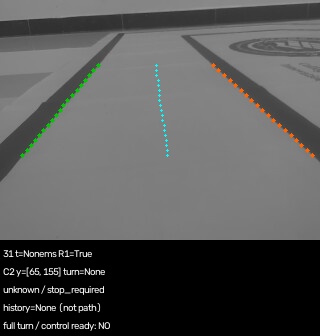 31 t=Nonems R1=True
C2 y=[65, 155] turn=None
unknown / stop_required
history=None (not path)
full turn / control ready: NO